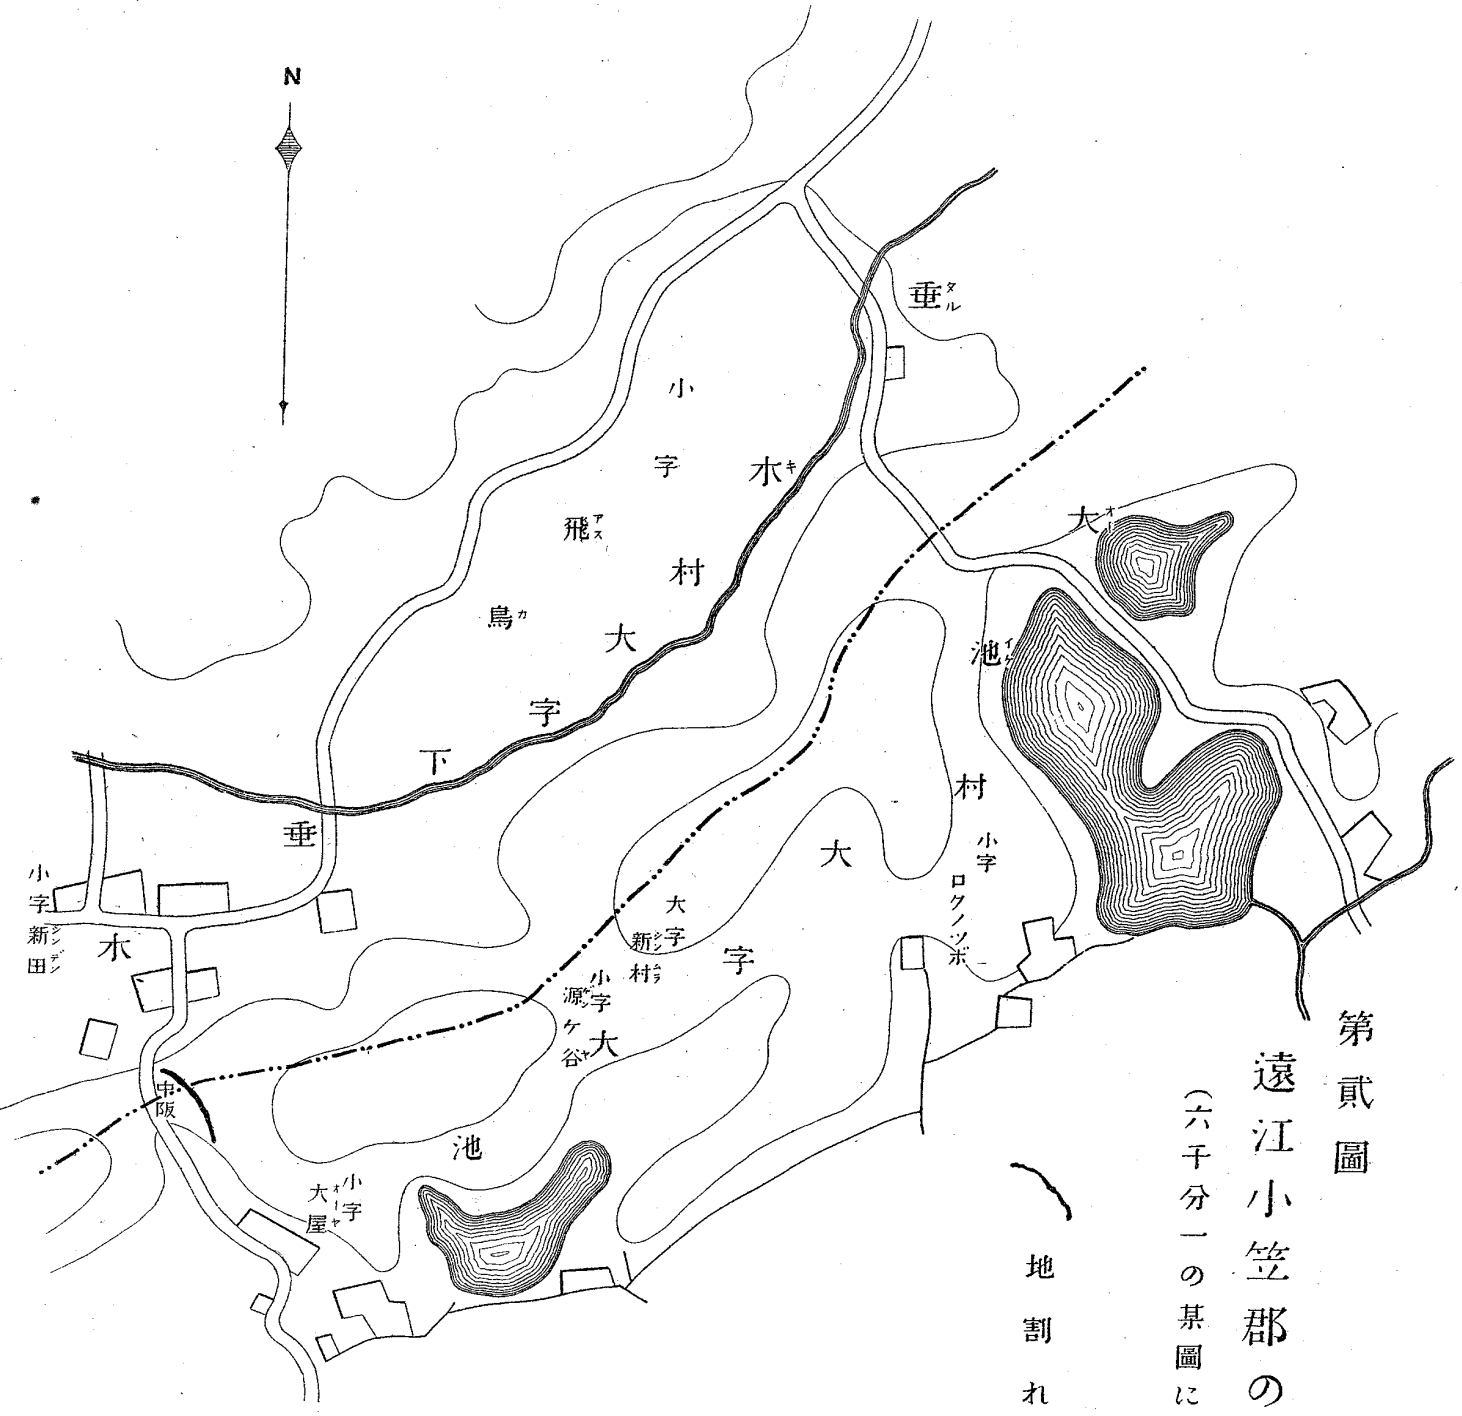 第貳圖
遠江小笠郡の
(六千分一の某圖に
地割れ
N
垂タル
木キ
村
大
字
下
垂
木
小字
飛アス
鳥カ
大オー
池イケ
村
大
字
大
池
小字
ロクノツボ
大字
新シン村ムラ
小字
源ゲンケ谷ヤ
小字
大オー屋ヤ
中阪
小字
新田シンデン